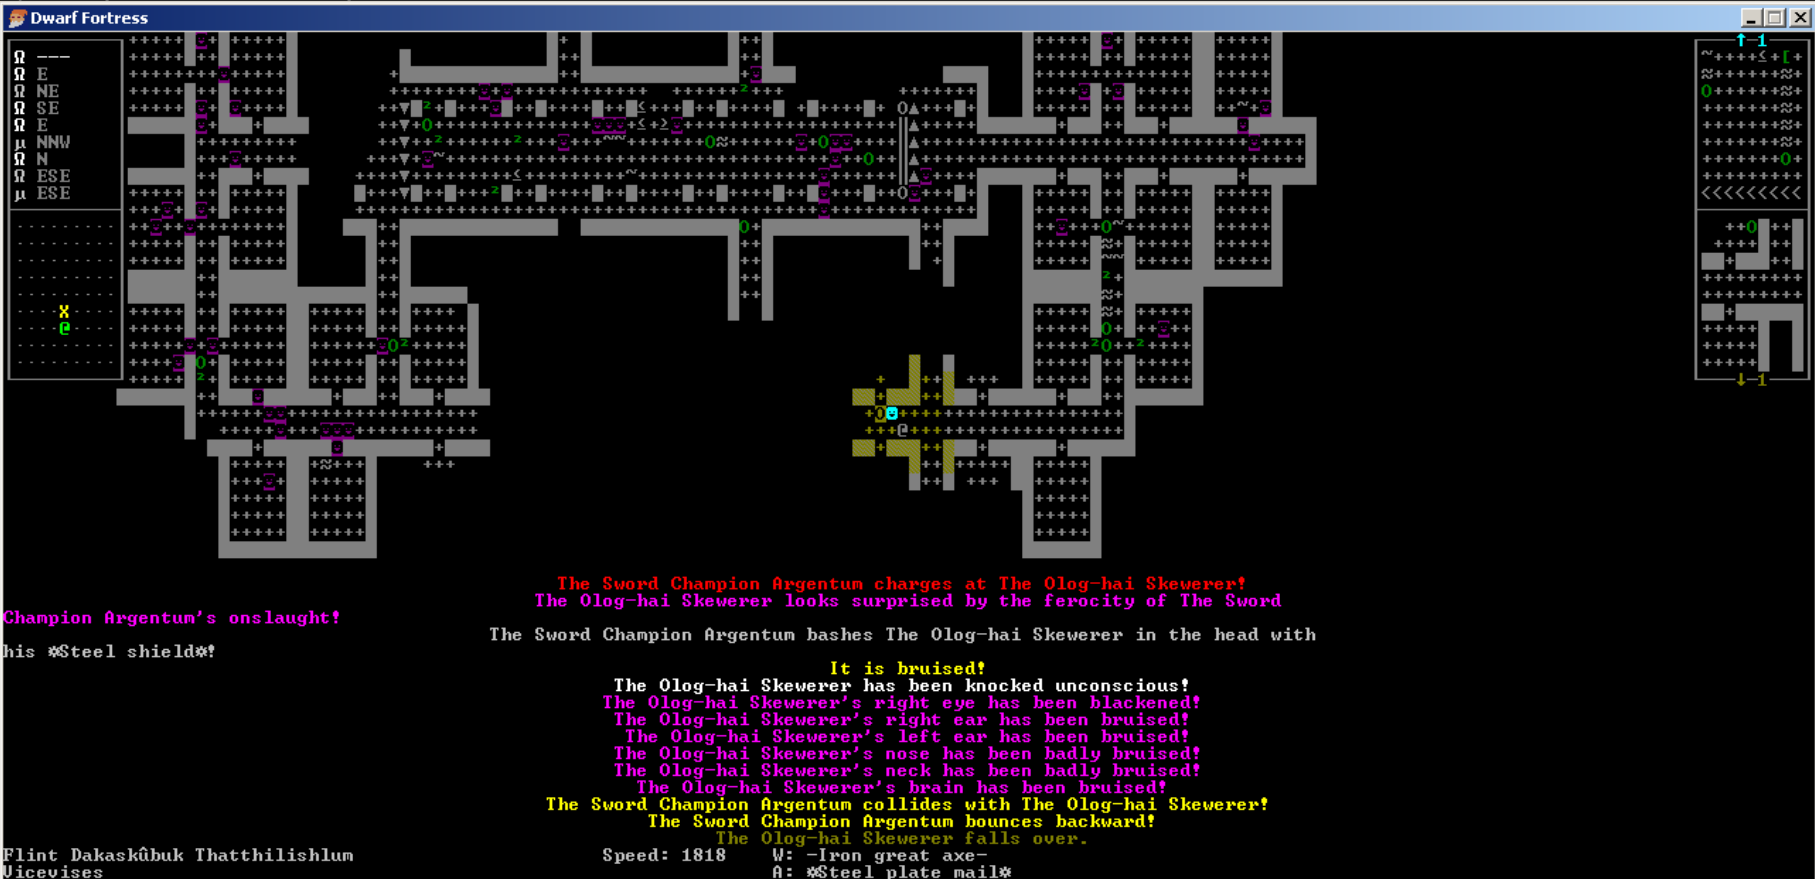 Dwarf Fortress
Ω ---
Ω E
Ω NE
Ω SE
Ω E
µ NNW
Ω N
Ω ESE
µ ESE
↑ 1
↓ 1
The Sword Champion Argentum charges at The Olog-hai Skewerer!
The Olog-hai Skewerer looks surprised by the ferocity of The Sword
Champion Argentum's onslaught!
The Sword Champion Argentum bashes The Olog-hai Skewerer in the head with
his ☼Steel shield☼!
It is bruised!
The Olog-hai Skewerer has been knocked unconscious!
The Olog-hai Skewerer's right eye has been blackened!
The Olog-hai Skewerer's right ear has been bruised!
The Olog-hai Skewerer's left ear has been bruised!
The Olog-hai Skewerer's nose has been badly bruised!
The Olog-hai Skewerer's neck has been badly bruised!
The Olog-hai Skewerer's brain has been bruised!
The Sword Champion Argentum collides with The Olog-hai Skewerer!
The Sword Champion Argentum bounces backward!
The Olog-hai Skewerer falls over.
Flint Dakaskûbuk Thatthilishlum Speed: 1818 W: -Iron great axe-
Vicevises A: ☼Steel plate mail☼